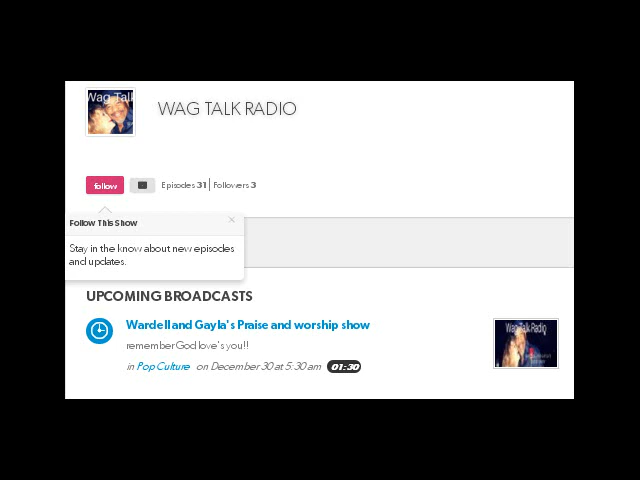 Wag Talk
WAG TALK RADIO
follow
Episodes 31 | Followers 3
Follow This Show ×
Stay in the know about new episodes
and updates.
UPCOMING BROADCASTS
Wardell and Gayla's Praise and worship show
Wag Talk Radio
remember God love's you!!
in Pop Culture on December 30 at 5:30 am 01:30